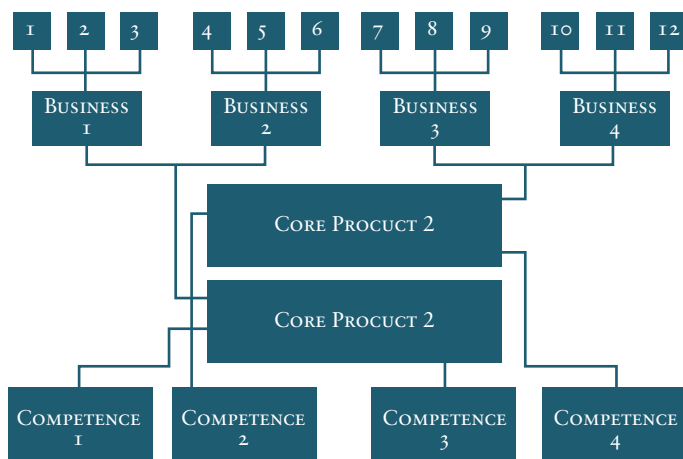 1 2 3 4 5 6 7 8 9 10 11 12
Business Business Business Business
1 2 3 4
Core Procuct 2
Core Procuct 2
Competence Competence Competence Competence
1 2 3 4